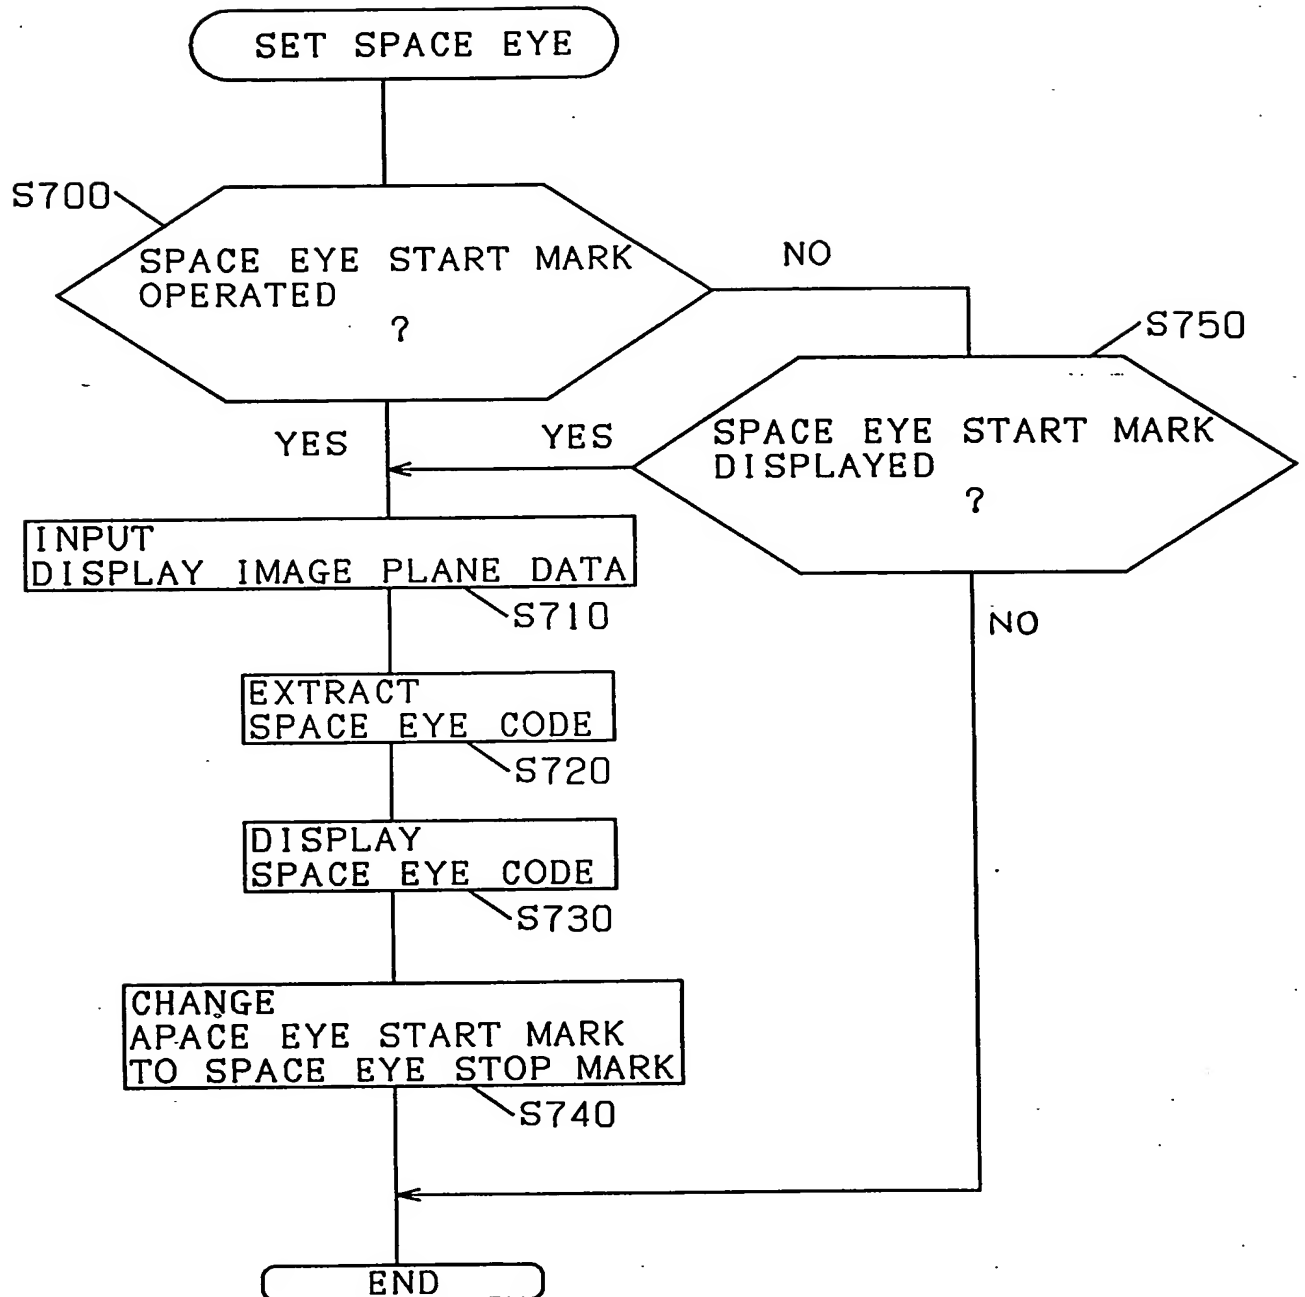 SET SPACE EYE
S700
SPACE EYE START MARK
OPERATED
?
NO
S750
SPACE EYE START MARK
DISPLAYED
?
YES
YES
NO
INPUT
DISPLAY IMAGE PLANE DATA
S710
EXTRACT
SPACE EYE CODE
S720
DISPLAY
SPACE EYE CODE
S730
CHANGE
APACE EYE START MARK
TO SPACE EYE STOP MARK
S740
END